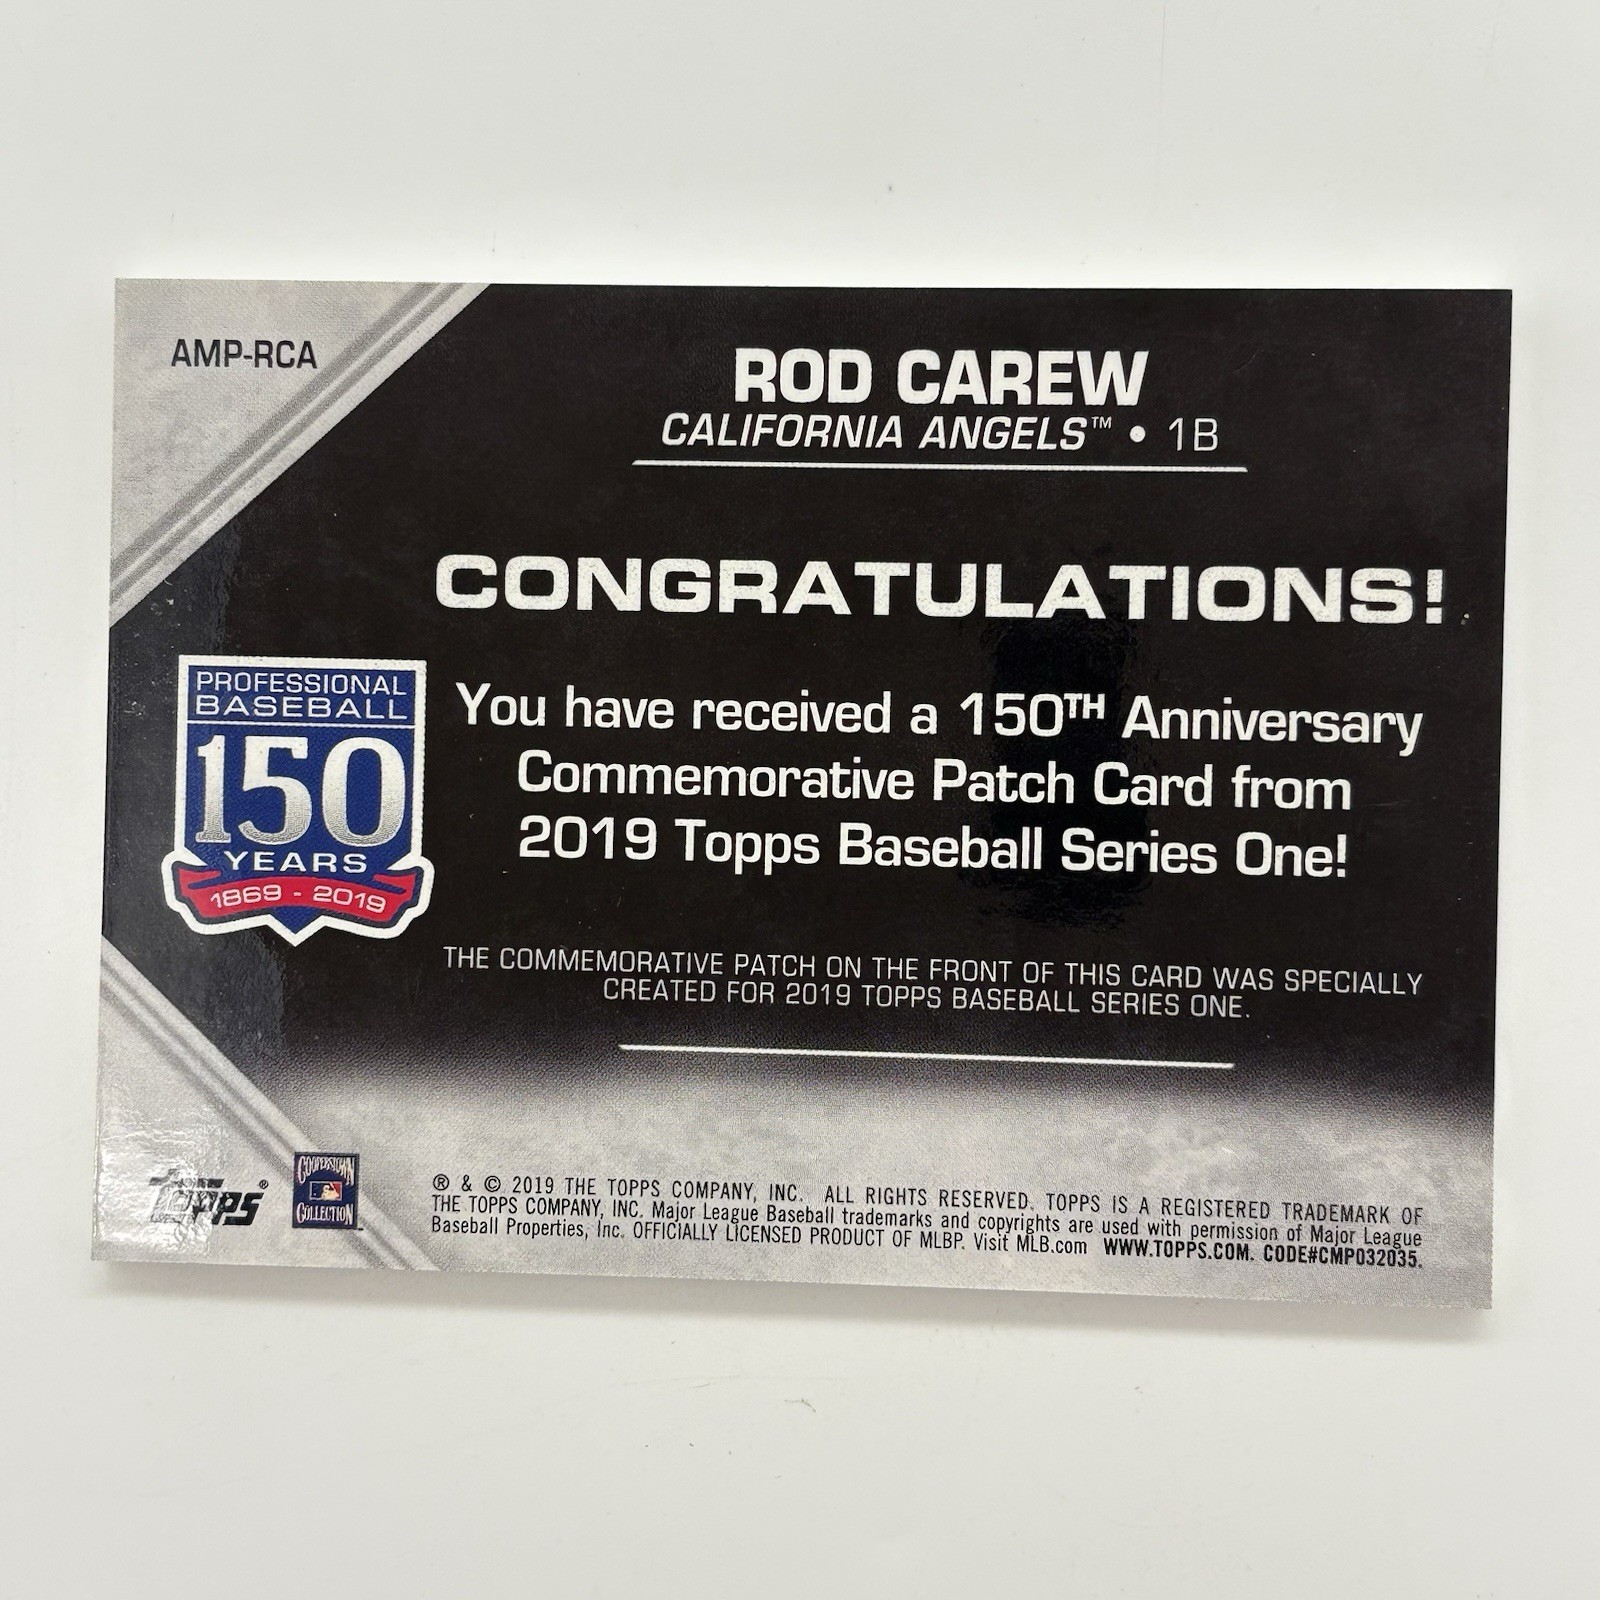 AMP-RCA
ROD CAREW
CALIFORNIA ANGELS™ • 1B
CONGRATULATIONS!
PROFESSIONAL
BASEBALL
150
YEARS
1869 - 2019
You have received a 150TH Anniversary
Commemorative Patch Card from
2019 Topps Baseball Series One!
THE COMMEMORATIVE PATCH ON THE FRONT OF THIS CARD WAS SPECIALLY
CREATED FOR 2019 TOPPS BASEBALL SERIES ONE.
Topps®
COOPERSTOWN
COLLECTION
® & © 2019 THE TOPPS COMPANY, INC. ALL RIGHTS RESERVED. TOPPS IS A REGISTERED TRADEMARK OF
THE TOPPS COMPANY, INC. Major League Baseball trademarks and copyrights are used with permission of Major League
Baseball Properties, Inc. OFFICIALLY LICENSED PRODUCT OF MLBP. Visit MLB.com WWW.TOPPS.COM. CODE#CMP032035.